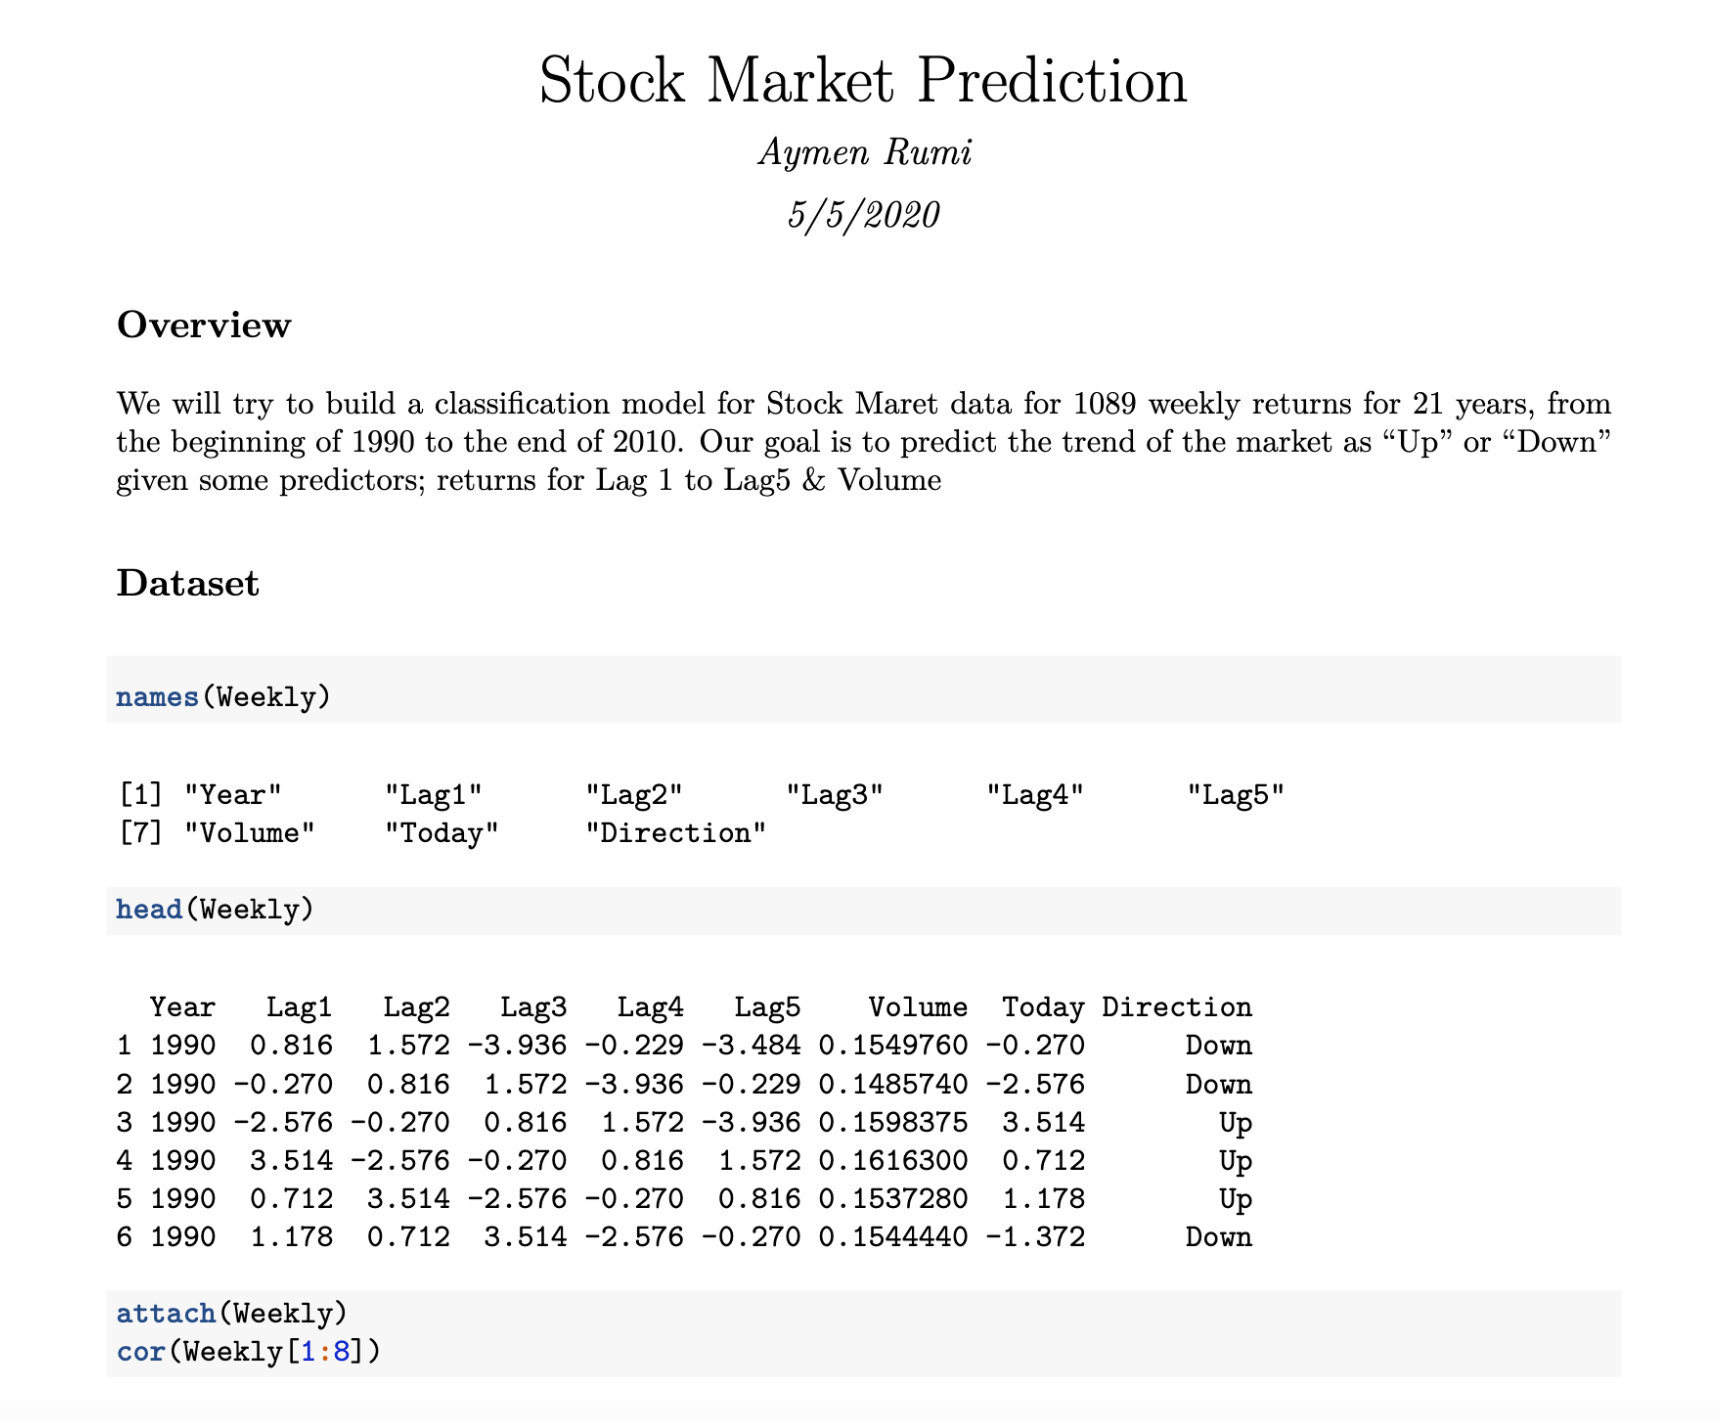 Stock Market Prediction
Aymen Rumi
5/5/2020
Overview
We will try to build a classification model for Stock Maret data for 1089 weekly returns for 21 years, from
the beginning of 1990 to the end of 2010. Our goal is to predict the trend of the market as “Up” or “Down”
given some predictors; returns for Lag 1 to Lag5 & Volume
Dataset
names(Weekly)
[1] "Year" "Lag1" "Lag2" "Lag3" "Lag4" "Lag5"
[7] "Volume" "Today" "Direction"
head(Weekly)
Year Lag1 Lag2 Lag3 Lag4 Lag5 Volume Today Direction
1 1990 0.816 1.572 -3.936 -0.229 -3.484 0.1549760 -0.270 Down
2 1990 -0.270 0.816 1.572 -3.936 -0.229 0.1485740 -2.576 Down
3 1990 -2.576 -0.270 0.816 1.572 -3.936 0.1598375 3.514 Up
4 1990 3.514 -2.576 -0.270 0.816 1.572 0.1616300 0.712 Up
5 1990 0.712 3.514 -2.576 -0.270 0.816 0.1537280 1.178 Up
6 1990 1.178 0.712 3.514 -2.576 -0.270 0.1544440 -1.372 Down
attach(Weekly)
cor(Weekly[1:8])